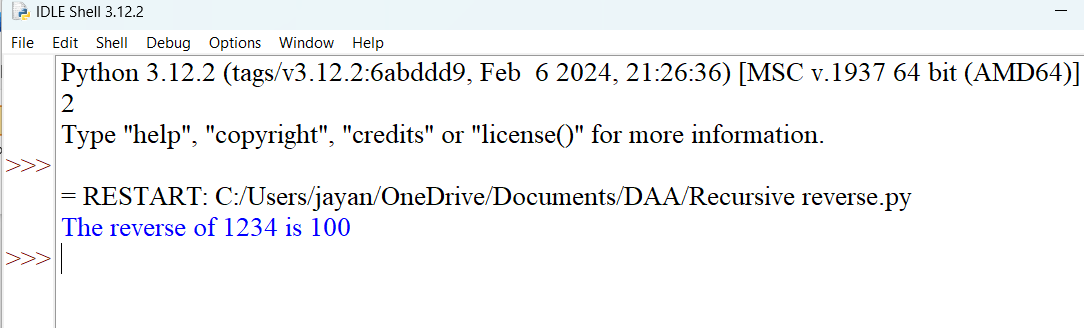 IDLE Shell 3.12.2
File Edit Shell Debug Options Window Help
Python 3.12.2 (tags/v3.12.2:6abddd9, Feb  6 2024, 21:26:36) [MSC v.1937 64 bit (AMD64)]
2
Type "help", "copyright", "credits" or "license()" for more information.
>>>
= RESTART: C:/Users/jayan/OneDrive/Documents/DAA/Recursive reverse.py
The reverse of 1234 is 100
>>>